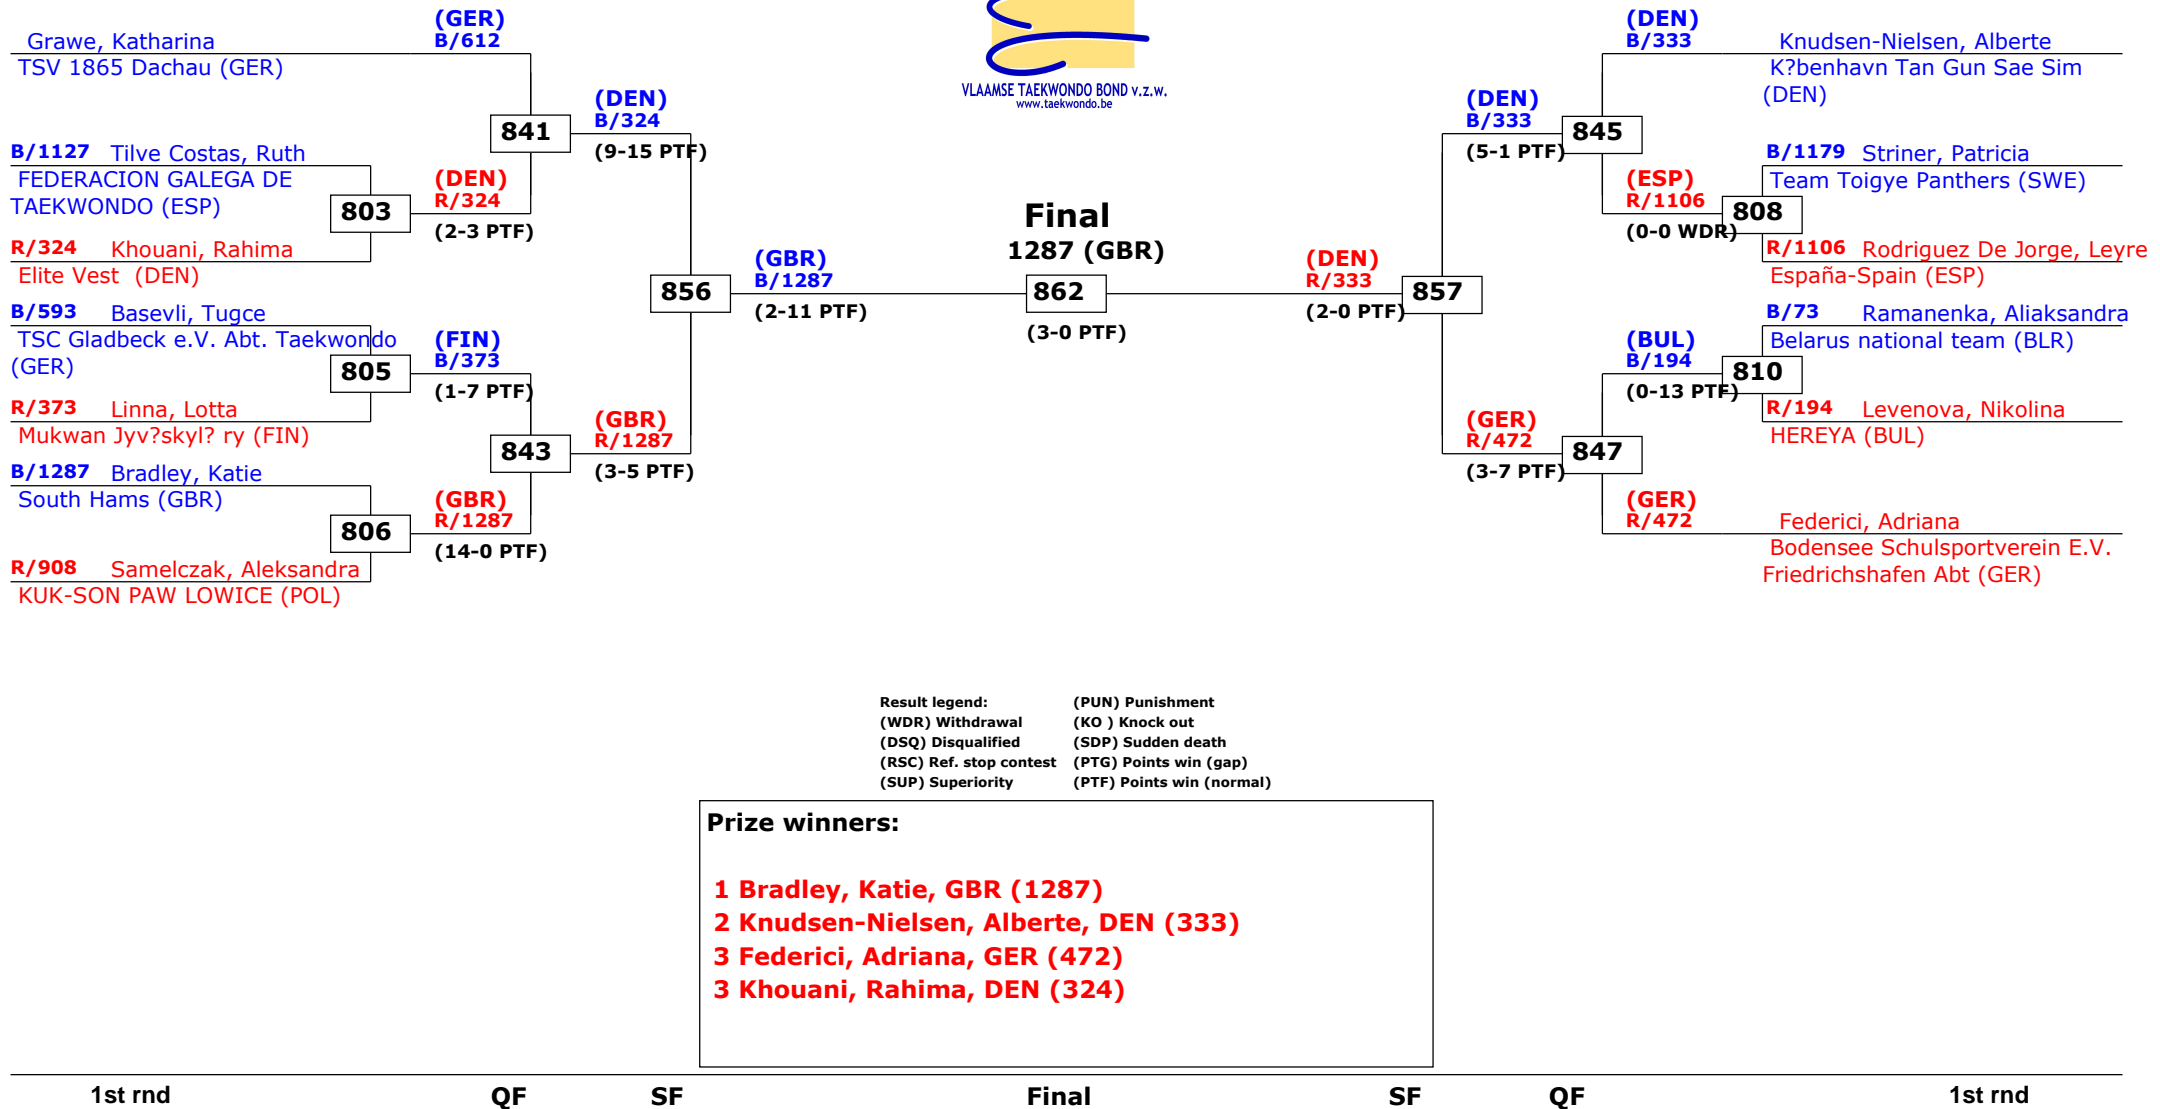 (GER)
B/612
Grawe, Katharina
TSV 1865 Dachau (GER)
841
(DEN)
B/324
(9-15 PTF)
B/1127 Tilve Costas, Ruth
FEDERACION GALEGA DE
TAEKWONDO (ESP)
803
(DEN)
R/324
(2-3 PTF)
R/324 Khouani, Rahima
Elite Vest (DEN)
856
(GBR)
B/1287
(2-11 PTF)
B/593 Basevli, Tugce
TSC Gladbeck e.V. Abt. Taekwondo
(GER)
805
(FIN)
B/373
(1-7 PTF)
R/373 Linna, Lotta
Mukwan Jyv?skyl? ry (FIN)
843
(GBR)
R/1287
(3-5 PTF)
B/1287 Bradley, Katie
South Hams (GBR)
806
(GBR)
R/1287
(14-0 PTF)
R/908 Samelczak, Aleksandra
KUK-SON PAW LOWICE (POL)
VLAAMSE TAEKWONDO BOND v.z.w.
www.taekwondo.be
Final
1287 (GBR)
862
(3-0 PTF)
(DEN)
R/333
(2-0 PTF)
857
(DEN)
B/333
(5-1 PTF)
845
(DEN)
B/333
Knudsen-Nielsen, Alberte
K?benhavn Tan Gun Sae Sim
(DEN)
(ESP)
R/1106
(0-0 WDR)
808
B/1179 Striner, Patricia
Team Toigye Panthers (SWE)
R/1106 Rodriguez De Jorge, Leyre
España-Spain (ESP)
(GER)
R/472
(3-7 PTF)
847
(BUL)
B/194
(0-13 PTF)
810
B/73 Ramanenka, Aliaksandra
Belarus national team (BLR)
R/194 Levenova, Nikolina
HEREYA (BUL)
(GER)
R/472
Federici, Adriana
Bodensee Schulsportverein E.V.
Friedrichshafen Abt (GER)
Result legend: (PUN) Punishment
(WDR) Withdrawal (KO ) Knock out
(DSQ) Disqualified (SDP) Sudden death
(RSC) Ref. stop contest (PTG) Points win (gap)
(SUP) Superiority (PTF) Points win (normal)
Prize winners:
1 Bradley, Katie, GBR (1287)
2 Knudsen-Nielsen, Alberte, DEN (333)
3 Federici, Adriana, GER (472)
3 Khouani, Rahima, DEN (324)
1st rnd QF SF Final SF QF 1st rnd